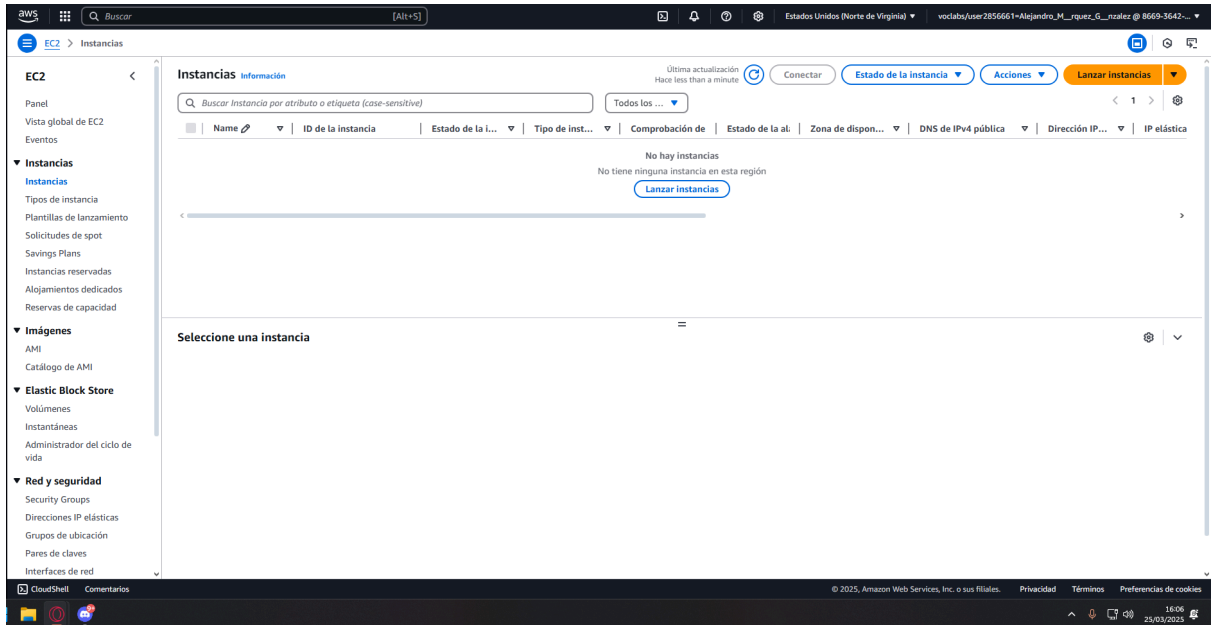 aws
Buscar
[Alt+S]
Estados Unidos (Norte de Virginia)
voclabs/user2856661=Alejandro_M__rquez_G__nzalez @ 8669-3642-...
EC2 > Instancias
EC2
Panel
Vista global de EC2
Eventos
Instancias
Instancias
Tipos de instancia
Plantillas de lanzamiento
Solicitudes de spot
Savings Plans
Instancias reservadas
Alojamientos dedicados
Reservas de capacidad
Imágenes
AMI
Catálogo de AMI
Elastic Block Store
Volúmenes
Instantáneas
Administrador del ciclo de
vida
Red y seguridad
Security Groups
Direcciones IP elásticas
Grupos de ubicación
Pares de claves
Interfaces de red
Instancias Información
Última actualización
Hace less than a minute
Conectar
Estado de la instancia
Acciones
Lanzar instancias
Buscar Instancia por atributo o etiqueta (case-sensitive)
Todos los ...
1
Name ID de la instancia Estado de la i... Tipo de inst... Comprobación de Estado de la al Zona de dispon... DNS de IPv4 pública Dirección IP... IP elástica
No hay instancias
No tiene ninguna instancia en esta región
Lanzar instancias
Seleccione una instancia
CloudShell Comentarios
© 2025, Amazon Web Services, Inc. o sus filiales. Privacidad Términos Preferencias de cookies
9+
16:06
25/03/2025